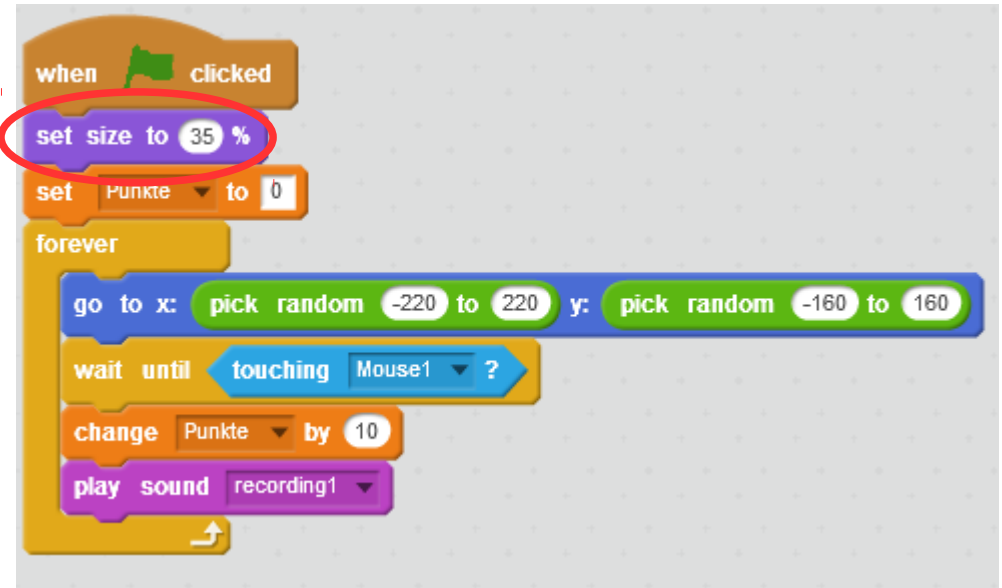 when clicked
set size to 35 %
set Punkte to 0
forever
go to x: pick random -220 to 220 y: pick random -160 to 160
wait until touching Mouse1 ?
change Punkte by 10
play sound recording1